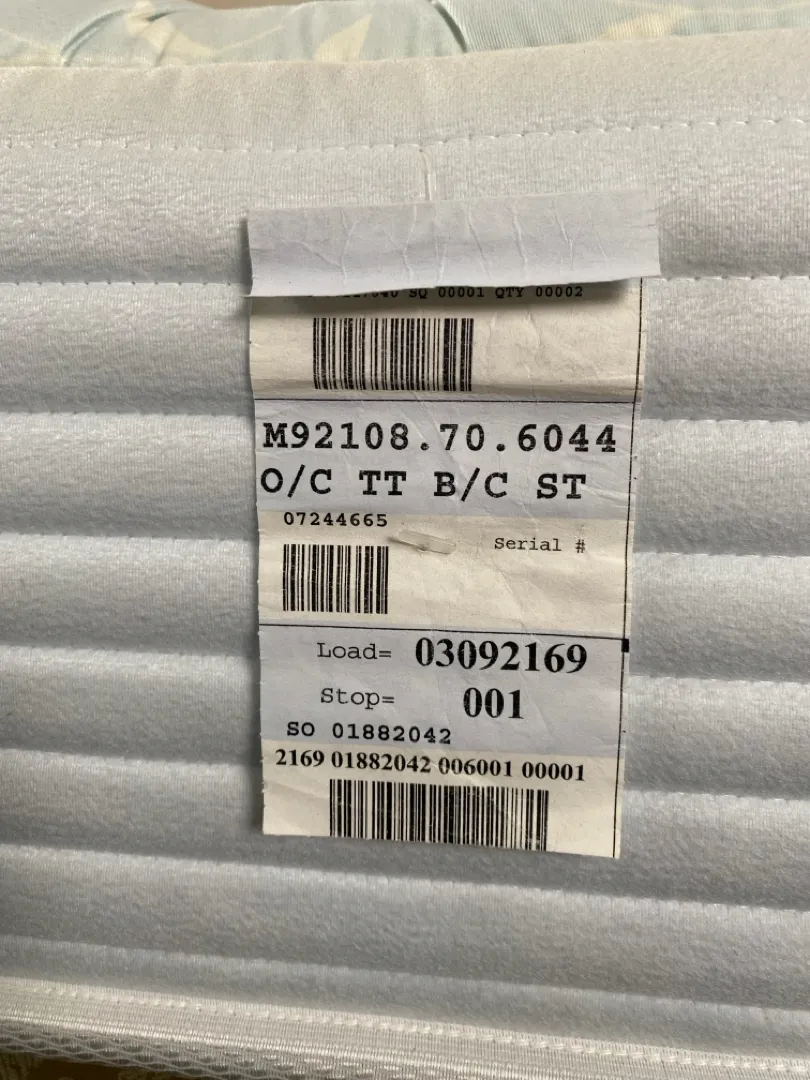 SQ 00001 QTY 00002
M92108.70.6044
O/C TT B/C ST
07244665
Serial #
Load= 03092169
Stop= 001
SO 01882042
2169 01882042 006001 00001